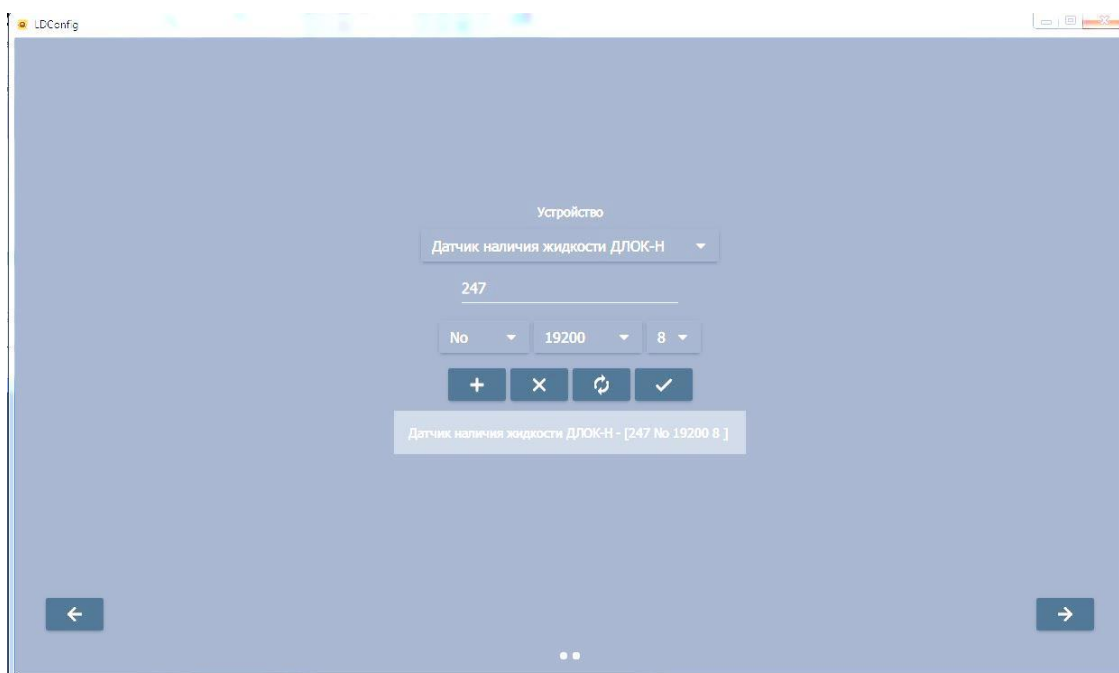 LDConfig
Устройство
Датчик наличия жидкости ДЛОК-Н
247
No 19200 8
Датчик наличия жидкости ДЛОК-Н - [247 No 19200 8 ]